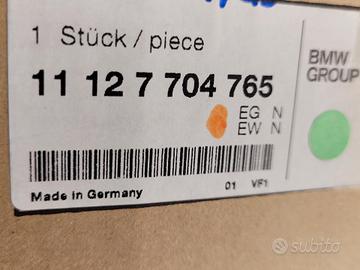 1 Stück / piece
BMW
GROUP
11 12 7 704 765
EG N
EW N
Made in Germany
01 VF1
subito